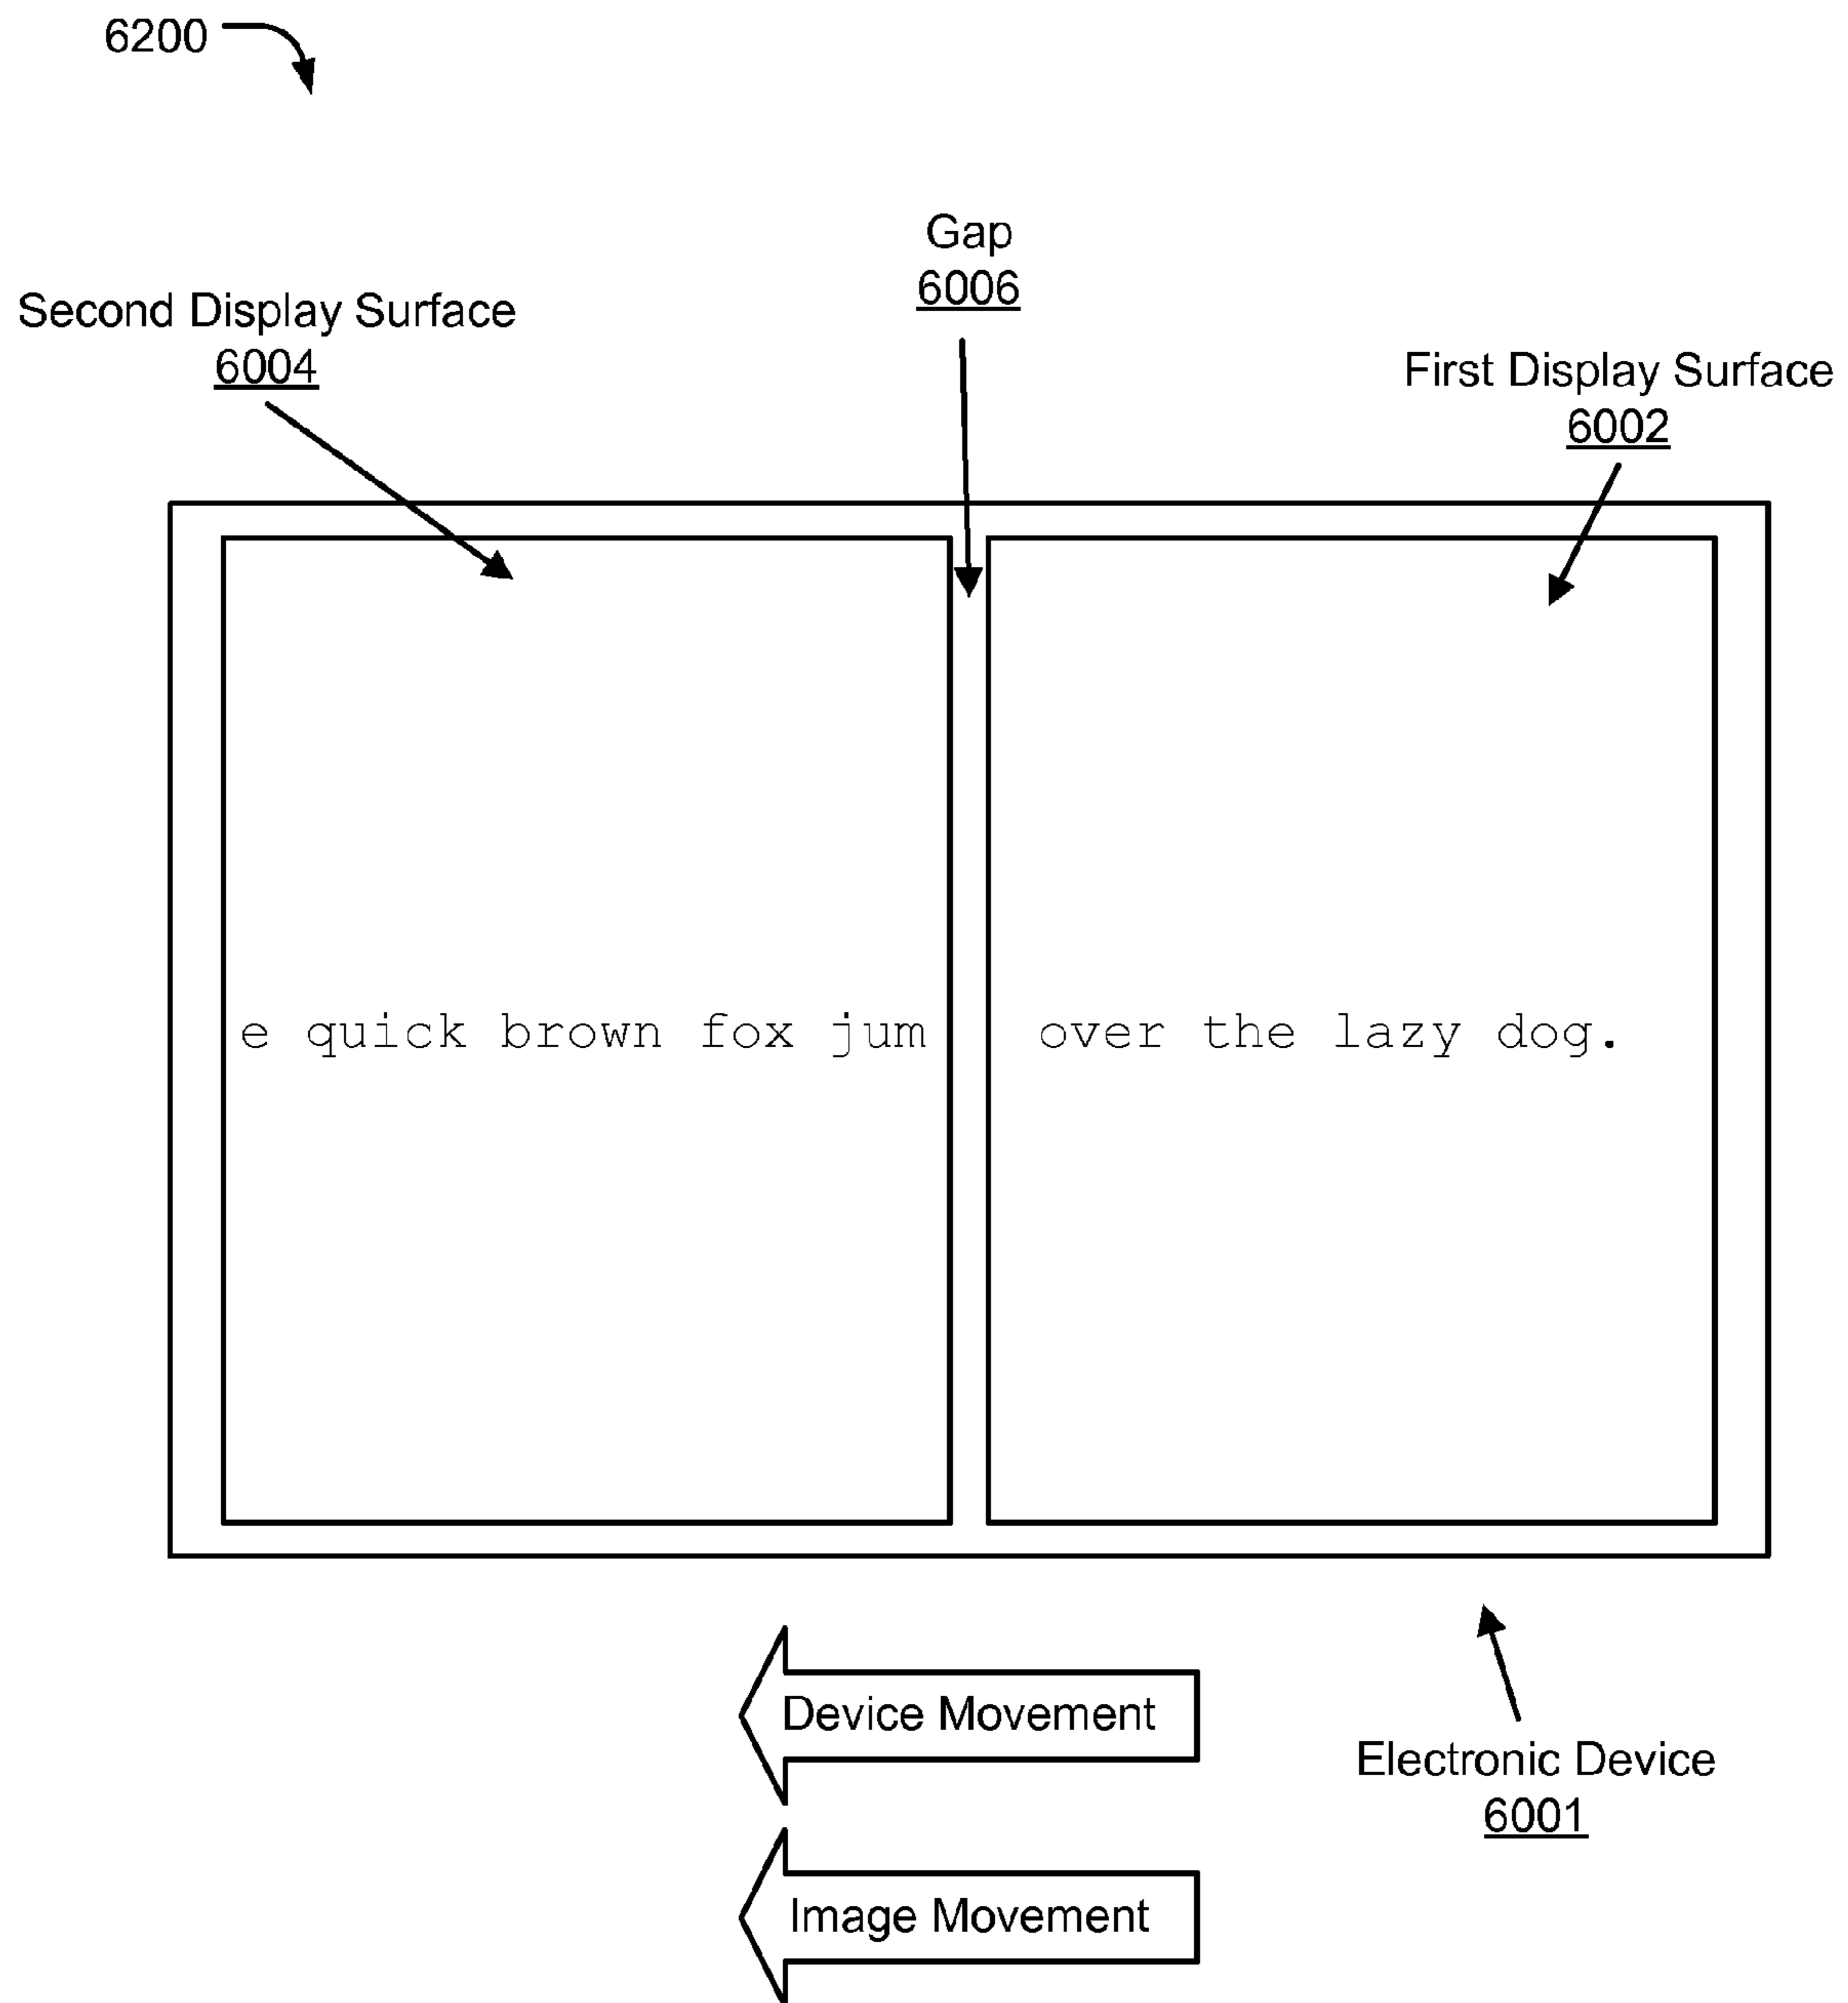 6200
Gap
6006
Second Display Surface
6004
First Display Surface
6002
e quick brown fox jum
over the lazy dog.
Device Movement
Electronic Device
6001
Image Movement